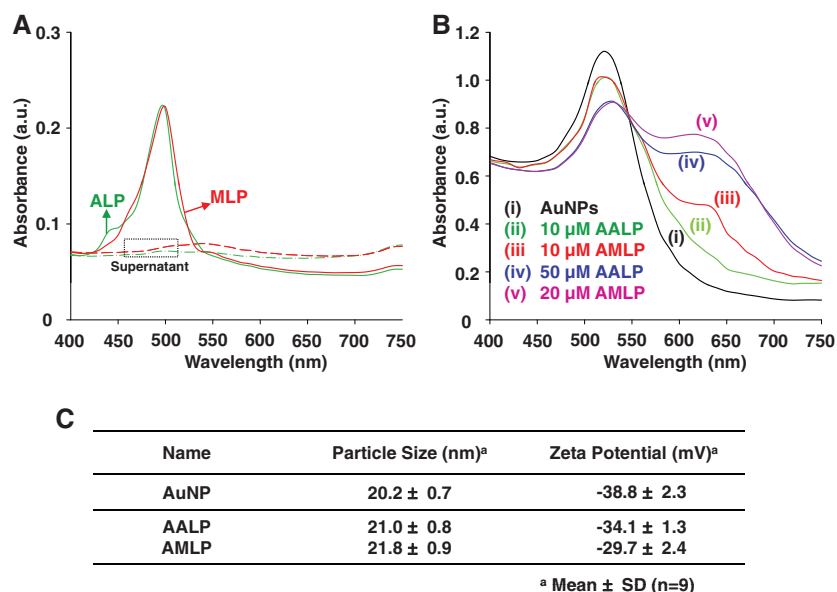 A
Absorbance (a.u.)
0.3
0.2
0.1
0
ALP
MLP
Supernatant
400 450 500 550 600 650 700 750
Wavelength (nm)
B
Absorbance (a.u.)
1.2
1.0
0.8
0.6
0.4
0.2
0
(v)
(iv)
(iii)
(ii)
(i)
(i) AuNPs
(ii) 10 µM AALP
(iii) 10 µM AMLP
(iv) 50 µM AALP
(v) 20 µM AMLP
400 450 500 550 600 650 700 750
Wavelength (nm)
C
Name Particle Size (nm)ᵃ Zeta Potential (mV)ᵃ
AuNP 20.2 ± 0.7 -38.8 ± 2.3
AALP 21.0 ± 0.8 -34.1 ± 1.3
AMLP 21.8 ± 0.9 -29.7 ± 2.4
ᵃ Mean ± SD (n=9)